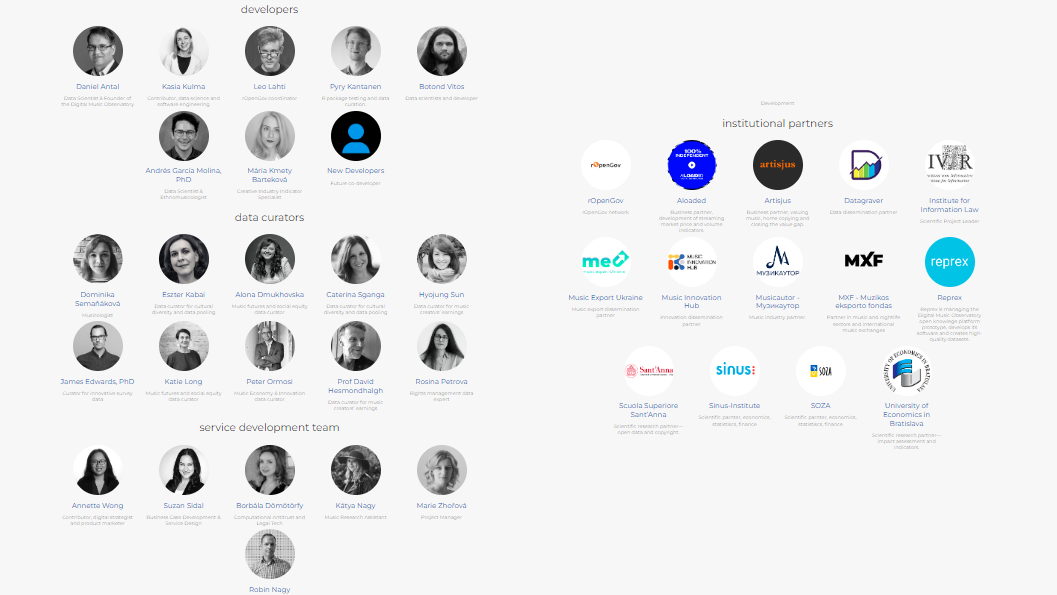 developers
Daniel Antal
Kasia Kulma
Leo Lahti
Pyry Kantanen
Botond Vitos
Data Scientist & Founder of
the Digital Music Observatory
Contributor, data science and
software engineering
rOpenGov coordinator
R package testing and data
curation
Data scientist and developer
Andrés García Molina,
PhD
Mária Kmety
Barteková
New Developers
Data Scientist &
Ethnomusicologist
Creative Industry Indicator
Specialist
Future co-developer
data curators
Dominika
Semaňáková
Eszter Kabai
Alona Dmukhovska
Caterina Sganga
Hyojung Sun
Musicologist
Data curator for cultural
diversity and data pooling
Music futures and social equity
data curator
Data curator for cultural
diversity and data pooling
Data curator for music
creators' earnings
James Edwards, PhD
Katie Long
Peter Ormosi
Prof David
Hesmondhalgh
Rosina Petrova
Curator for innovative survey
data
Music futures and social equity
data curator
Music Economy & Innovation
data curator
Data curator for music
creators' earnings
Rights management data
expert
service development team
Annette Wong
Suzan Sidal
Borbála Dömötörfy
Kátya Nagy
Marie Zhořová
Contributor, digital strategist
and product marketer
Business Case Development &
Service Design
Computational Antitrust and
Legal Tech
Music Research Assistant
Project Manager
Robin Nagy
Development
institutional partners
rOpenGov
100%
INDEPENDENT
ALOADED
artisjus
IViR
rOpenGov
Aloaded
Artisjus
Datagraver
Institute for
Information Law
rOpenGov network
Business partner,
development of streaming
market price and volume
indicators.
Business partner, valuing
music, home copying and
closing the value gap
Data dissemination partner
Scientific Project Leader
me
music export ukraine
MUSIC
INNOVATION
HUB
МУЗИКАУТОР
MXF
reprex
Music Export Ukraine
Music Innovation
Hub
Musicautor -
Музикаутор
MXF - Muzikos
eksporto fondas
Reprex
Music export dissemination
partner
Innovation dissemination
partner
Music industry partner
Partner in music and nightlife
sectors and international
music exchanges
Reprex is managing the
Digital Music Observatory
open knowledge platform
prototype, develops its
software and creates high
quality datasets
Sant'Anna
sinus:
SOZA
UNIVERSITY OF ECONOMICS IN BRATISLAVA
Scuola Superiore
Sant'Anna
Sinus-Institute
SOZA
University of
Economics in
Bratislava
Scientific research partner—
open data and copyright.
Scientific partner, economics,
statistics, finance
Scientific partner, economics,
statistics, finance
Scientific research partner—
impact assessment and
indicators